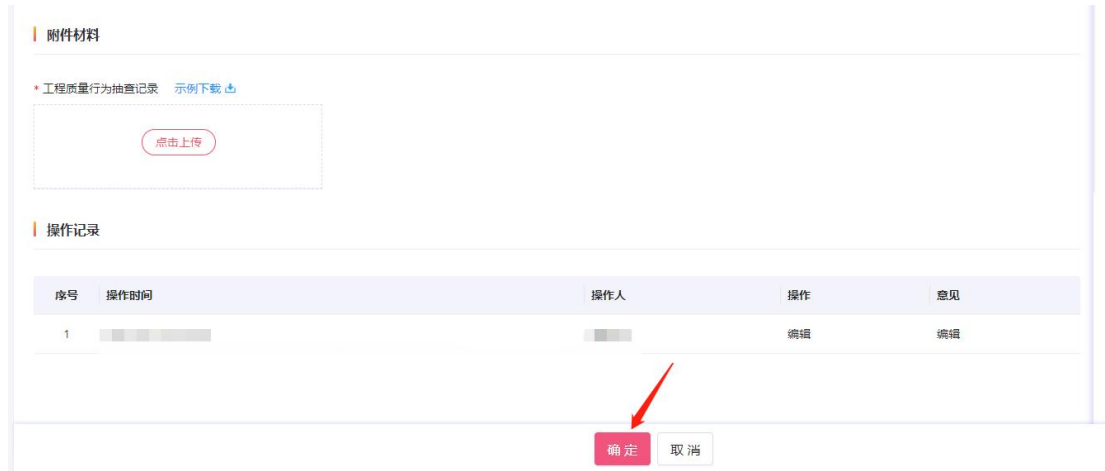 附件材料
* 工程质量行为抽查记录 示例下载
点击上传
操作记录
序号 操作时间 操作人 操作 意见
1 编辑 编辑
确定 取消